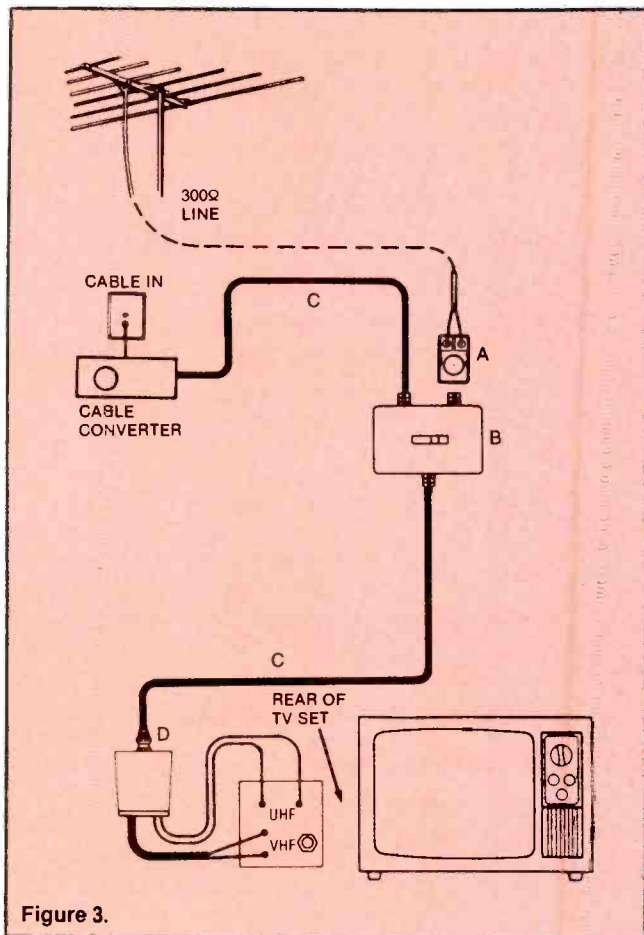 300Ω
LINE
CABLE IN
C
A
CABLE
CONVERTER
B
C
REAR OF
TV SET
D
UHF
VHF
Figure 3.